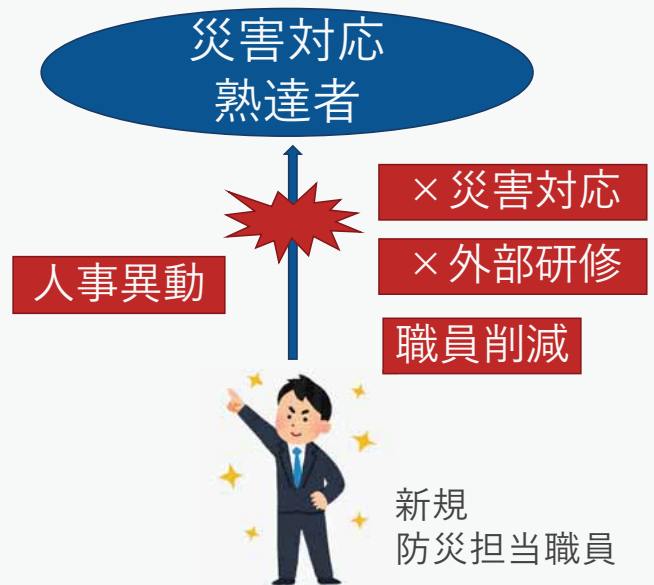 災害対応
熟達者
×災害対応
×外部研修
人事異動
職員削減
新規
防災担当職員